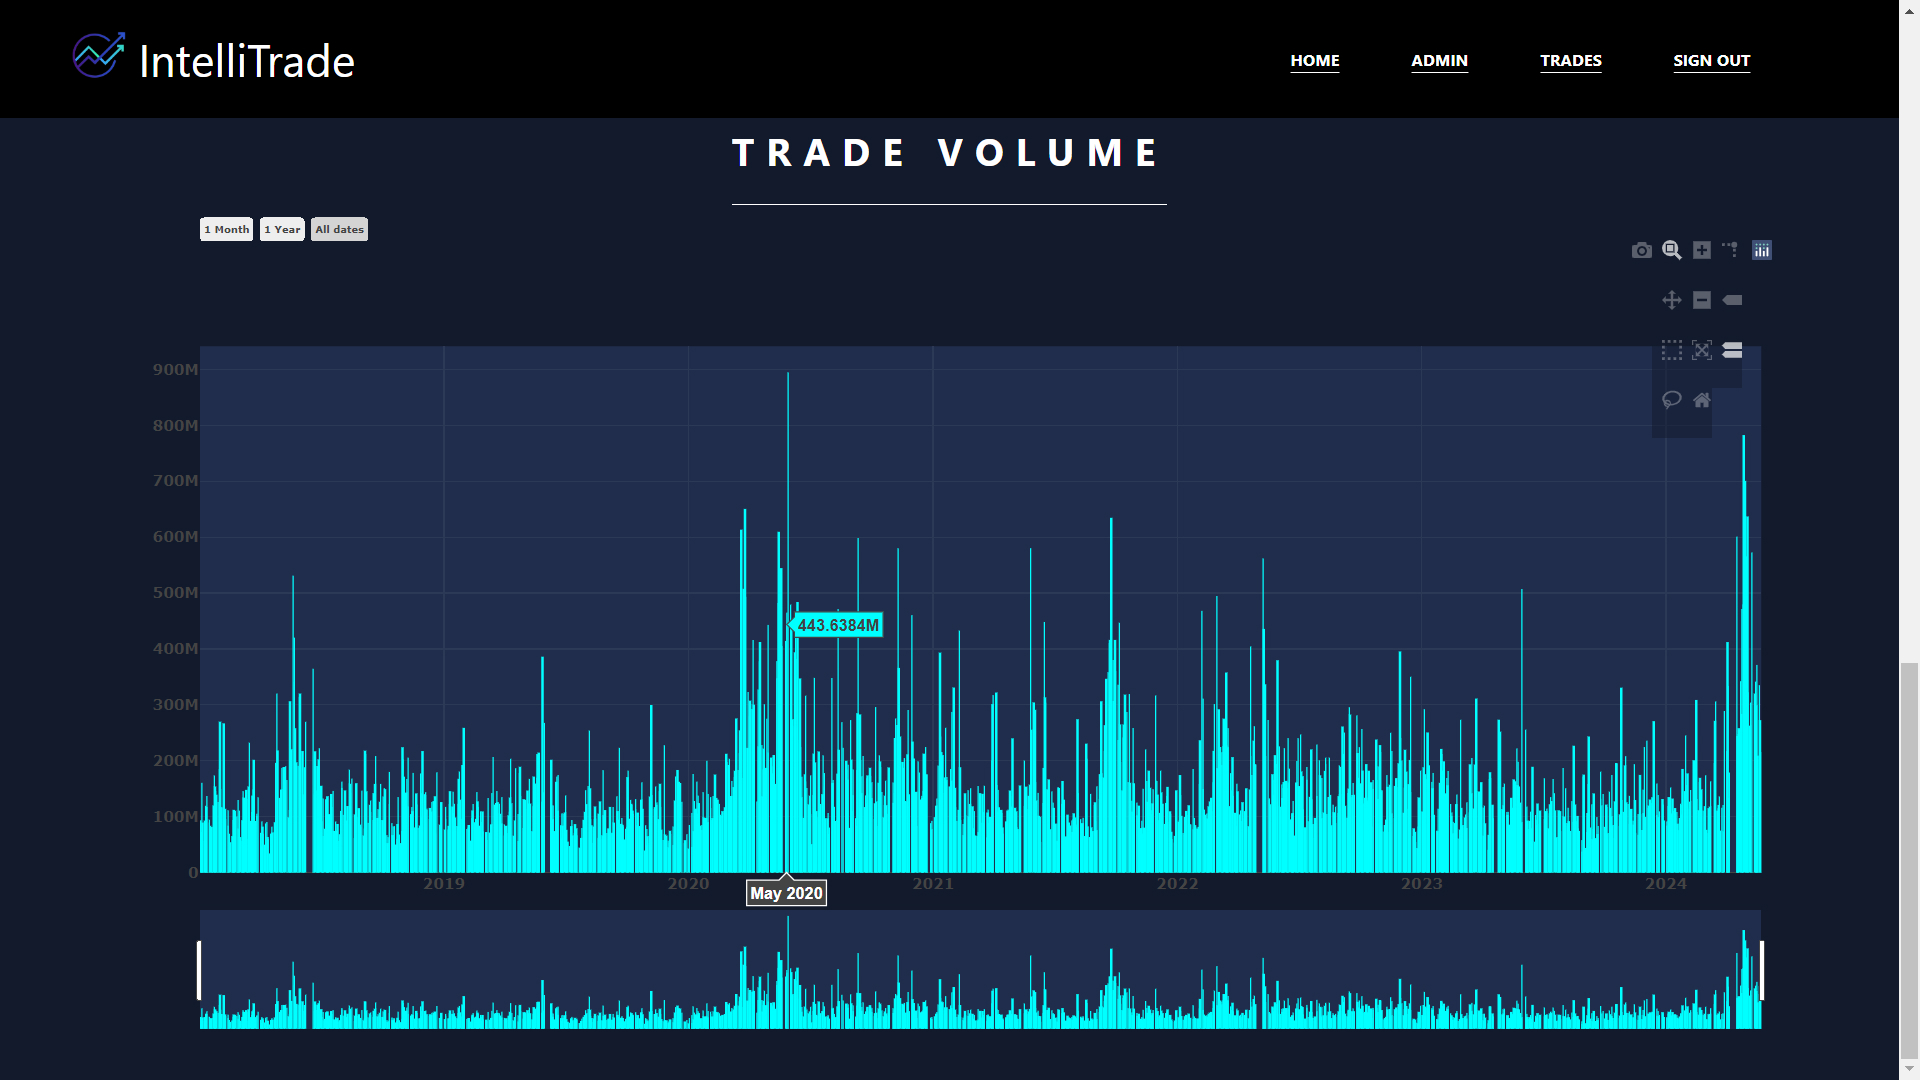 IntelliTrade
HOME ADMIN TRADES SIGN OUT
TRADE VOLUME
1 Month 1 Year All dates
900M
800M
700M
600M
500M
443.6384M
400M
300M
200M
100M
0
2019 2020 2021 2022 2023 2024
May 2020